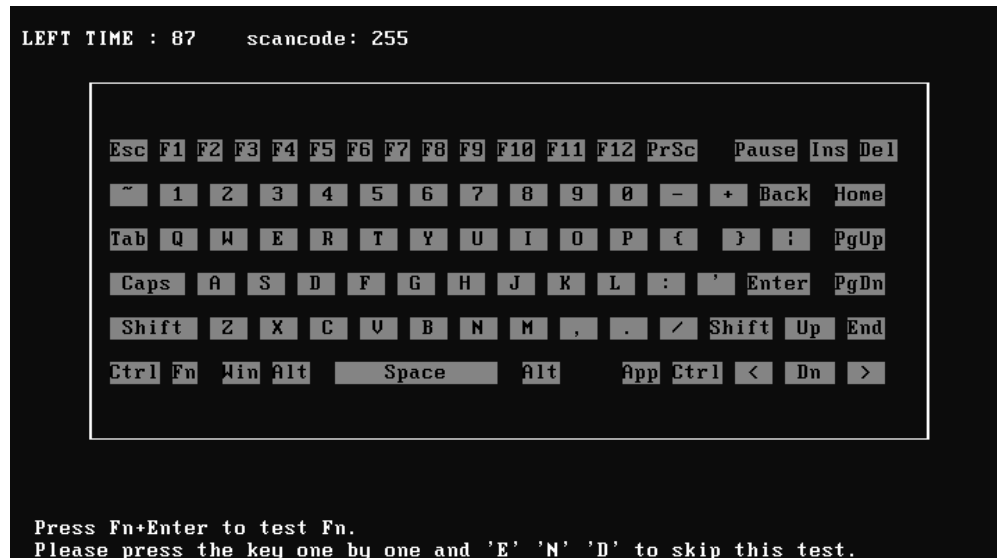 LEFT TIME : 87 scancode: 255
Esc F1 F2 F3 F4 F5 F6 F7 F8 F9 F10 F11 F12 PrSc Pause Ins Del
~ 1 2 3 4 5 6 7 8 9 0 - + Back Home
Tab Q W E R T Y U I O P { } ¦ PgUp
Caps A S D F G H J K L : ' Enter PgDn
Shift Z X C V B N M , . / Shift Up End
Ctrl Fn Win Alt Space Alt App Ctrl < Dn >
Press Fn+Enter to test Fn.
Please press the key one by one and 'E' 'N' 'D' to skip this test.